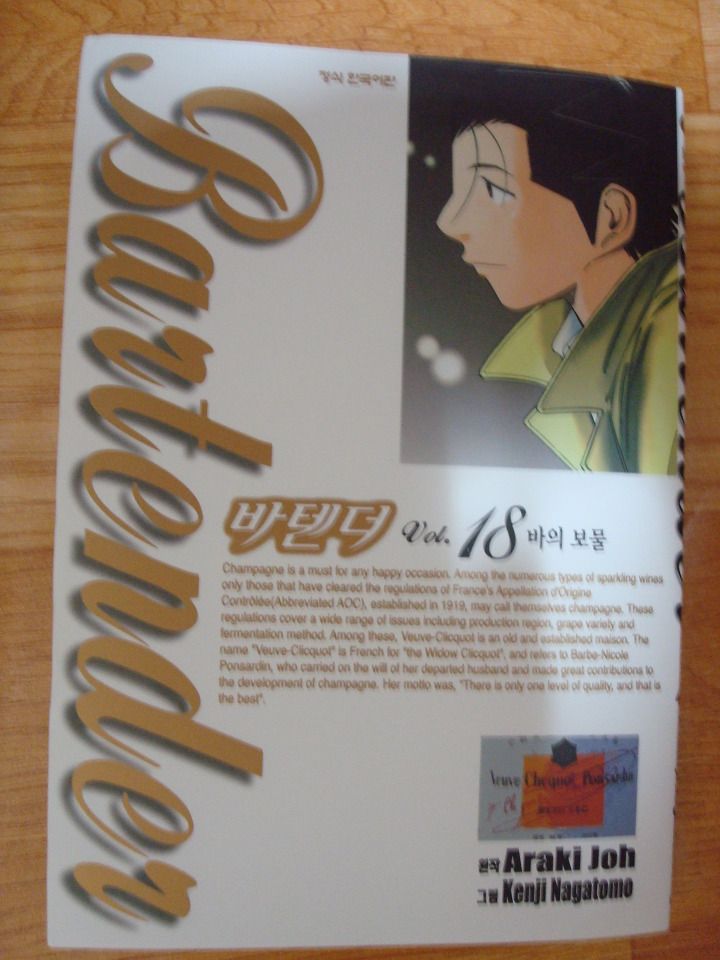 정식 한국어판
Bartender
바텐더 Vol. 18 바의 보물
Champagne is a must for any happy occasion. Among the numerous types of sparkling wines
only those that have cleared the regulations of France's Appellation d'Origine
Contrôlée(Abbreviated AOC), established in 1919, may call themselves champagne. These
regulations cover a wide range of issues including production region, grape variety and
fermentation method. Among these, Veuve-Clicquot is an old and established maison. The
name "Veuve-Clicquot" is French for "the Widow Clicquot", and refers to Barbe-Nicole
Ponsardin, who carried on the will of her departed husband and made great contributions to
the development of champagne. Her motto was, "There is only one level of quality, and that is
the best".
원작 Araki Joh
그림 Kenji Nagatomo